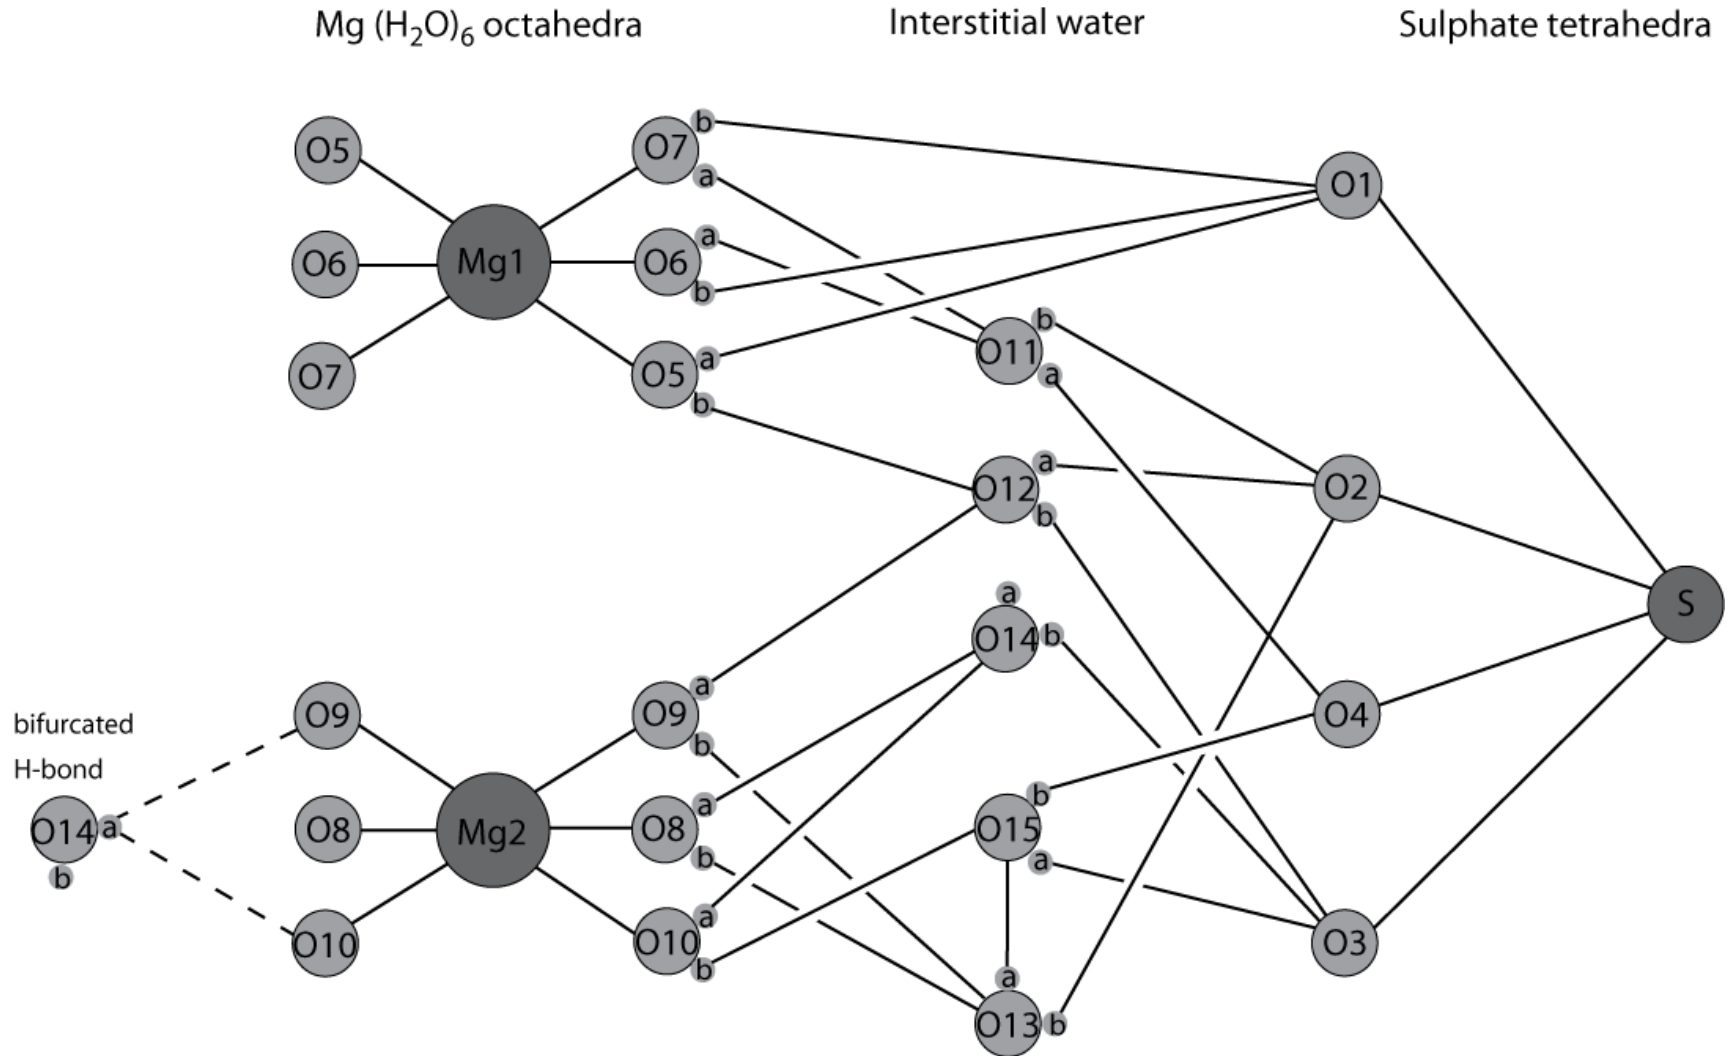 Mg (H₂O)₆ octahedra
Interstitial water
Sulphate tetrahedra
O5
O6
O7
Mg1
O7
b
a
O6
a
b
O5
a
b
O11
b
a
O12
a
b
O14
a
b
O15
b
a
O13
a
b
O1
O2
O4
O3
S
bifurcated
H-bond
O14
a
b
O9
O8
O10
Mg2
O9
a
b
O8
a
b
O10
a
b